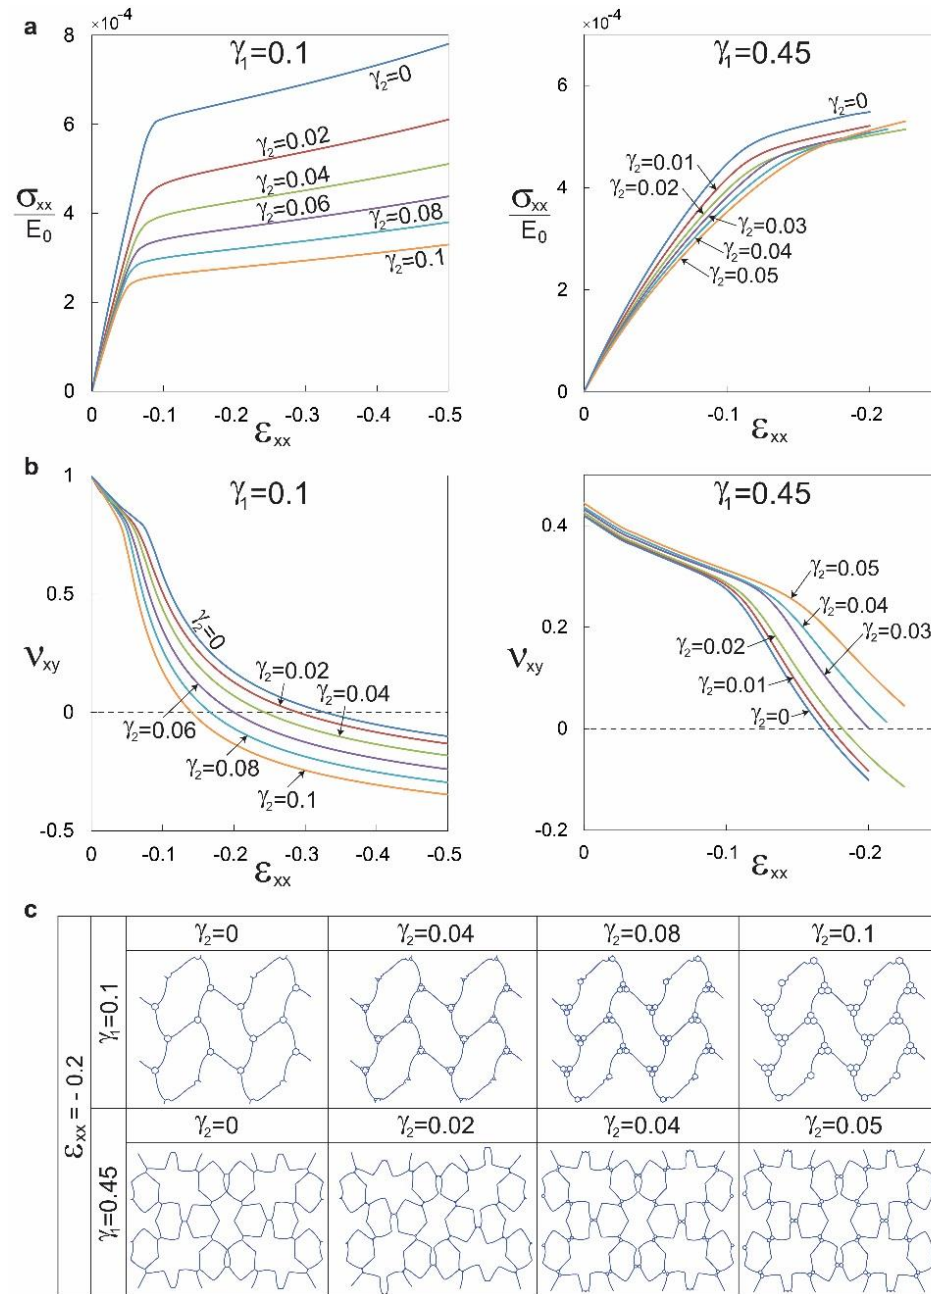 a
×10⁻⁴
γ₁=0.1
8
6
4
2
0
σxx
E₀
γ₂=0
γ₂=0.02
γ₂=0.04
γ₂=0.06
γ₂=0.08
γ₂=0.1
0 -0.1 -0.2 -0.3 -0.4 -0.5
εxx
×10⁻⁴
γ₁=0.45
8
6
4
2
0
σxx
E₀
γ₂=0
γ₂=0.01
γ₂=0.02
γ₂=0.03
γ₂=0.04
γ₂=0.05
0 -0.1 -0.2
εxx
b
γ₁=0.1
1
0.5
0
-0.5
νxy
γ₂=0
γ₂=0.02
γ₂=0.04
γ₂=0.06
γ₂=0.08
γ₂=0.1
0 -0.1 -0.2 -0.3 -0.4 -0.5
εxx
γ₁=0.45
0.4
0.2
0
-0.2
νxy
γ₂=0.05
γ₂=0.04
γ₂=0.03
γ₂=0.02
γ₂=0.01
γ₂=0
-0.1 -0.2
εxx
c
εxx = - 0.2
γ₁=0.1
γ₂=0 γ₂=0.04 γ₂=0.08 γ₂=0.1
γ₁=0.45
γ₂=0 γ₂=0.02 γ₂=0.04 γ₂=0.05